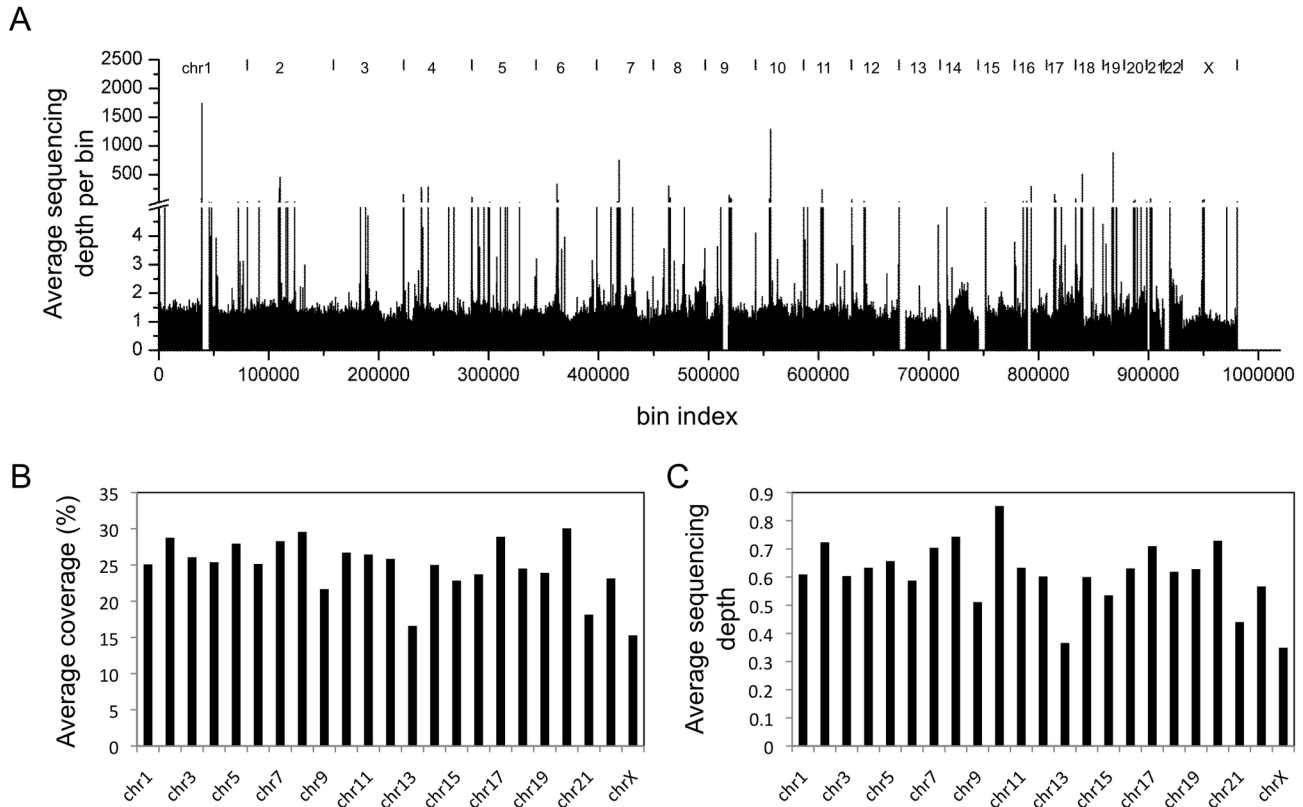 A
Average sequencing
depth per bin
2500
2000
1500
1000
500
4
3
2
1
0
chr1 2 3 4 5 6 7 8 9 10 11 12 13 14 15 16 17 18 19 20 21 22 X
0 100000 200000 300000 400000 500000 600000 700000 800000 900000 1000000
bin index
B
Average coverage (%)
35
30
25
20
15
10
5
0
chr1 chr3 chr5 chr7 chr9 chr11 chr13 chr15 chr17 chr19 chr21 chrX
C
Average sequencing
depth
0.9
0.8
0.7
0.6
0.5
0.4
0.3
0.2
0.1
0
chr1 chr3 chr5 chr7 chr9 chr11 chr13 chr15 chr17 chr19 chr21 chrX